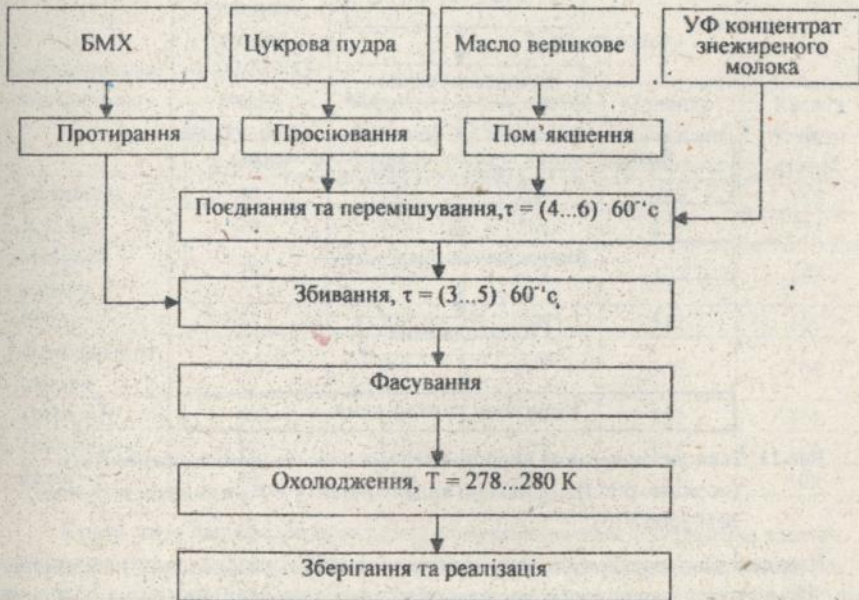 БМХ
Цукрова пудра
Масло вершкове
УФ концентрат
знежиреного
молока
Протирання
Просіювання
Пом’якшення
Поєднання та перемішування, τ = (4...6) ˙60⁻¹с
Збивання, τ = (3...5) ˙60⁻¹с
Фасування
Охолодження, Т = 278...280 К
Зберігання та реалізація